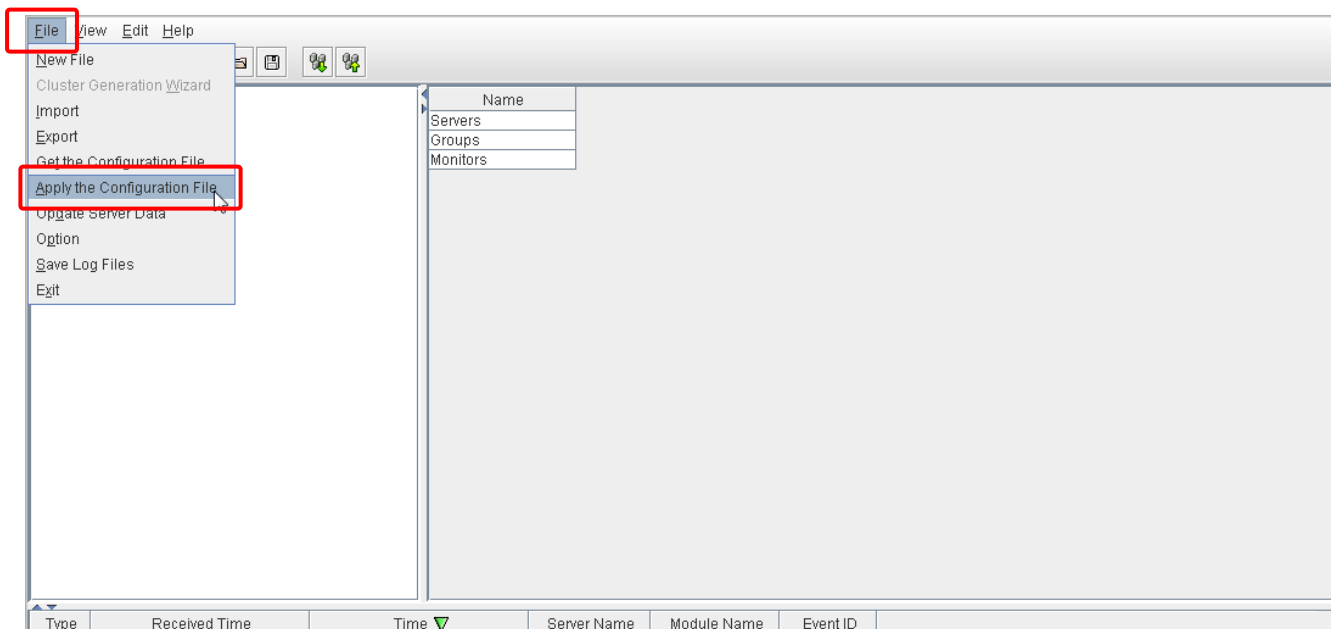 File View Edit Help
New File
Cluster Generation Wizard
Import
Export
Get the Configuration File
Apply the Configuration File
Update Server Data
Option
Save Log Files
Exit
Name
Servers
Groups
Monitors
Type Received Time Time Server Name Module Name Event ID